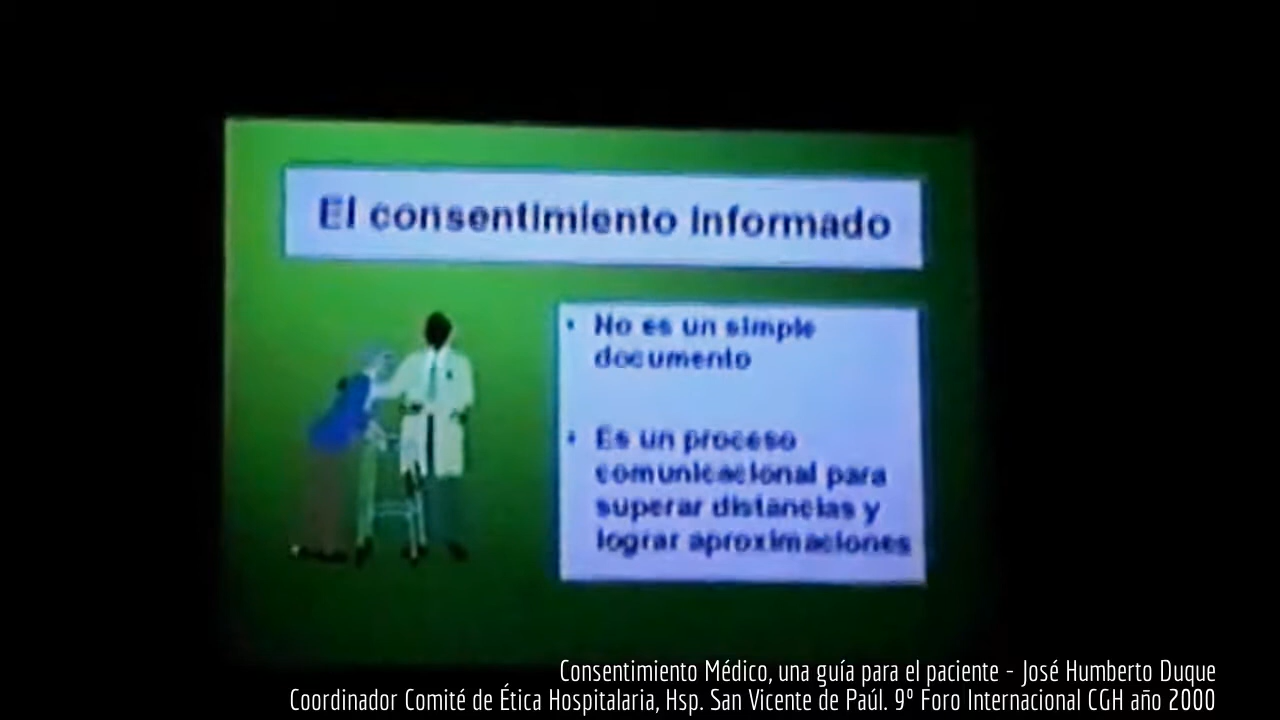 El consentimiento informado
• No es un simple
documento
• Es un proceso
comunicacional para
superar distancias y
lograr aproximaciones
Consentimiento Médico, una guía para el paciente - José Humberto Duque
Coordinador Comité de Ética Hospitalaria, Hsp. San Vicente de Paúl. 9º Foro Internacional CGH año 2000